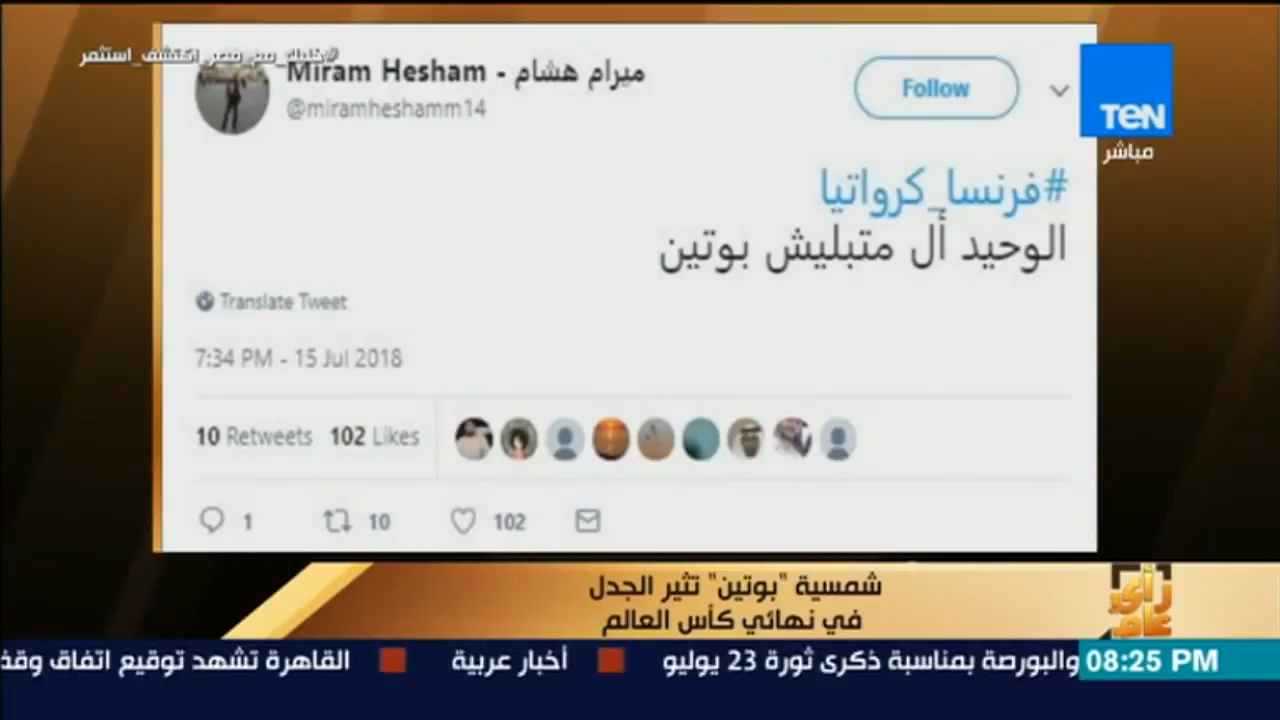 Miram Hesham - ميرام هشام
@miramheshamm14
Follow
TEN
مباشر
#فرنسا_كرواتيا
الوحيد أل متبليش بوتين
Translate Tweet
7:34 PM - 15 Jul 2018
10 Retweets 102 Likes
1 10 102
شمسية "بوتين" تثير الجدل
في نهائي كأس العالم
رأي عام
والبورصة بمناسبة ذكرى ثورة 23 يوليو
أخبار عربية
القاهرة تشهد توقيع اتفاق وقف
08:25 PM